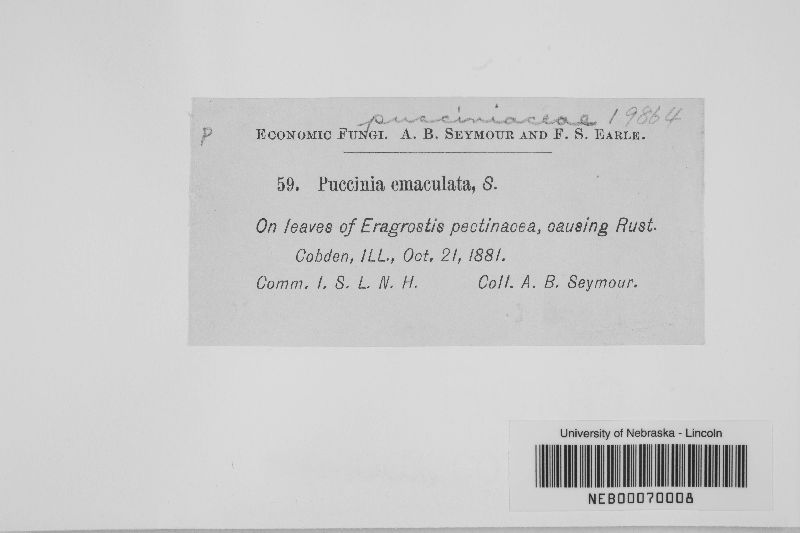 pucciniaceae 19864
P
ECONOMIC FUNGI. A. B. SEYMOUR AND F. S. EARLE.
59. Puccinia emaculata, S.
On leaves of Eragrostis pectinacea, causing Rust.
Cobden, ILL., Oct. 21, 1881.
Comm. I. S. L. N. H. Coll. A. B. Seymour.
University of Nebraska - Lincoln
NEB00070008